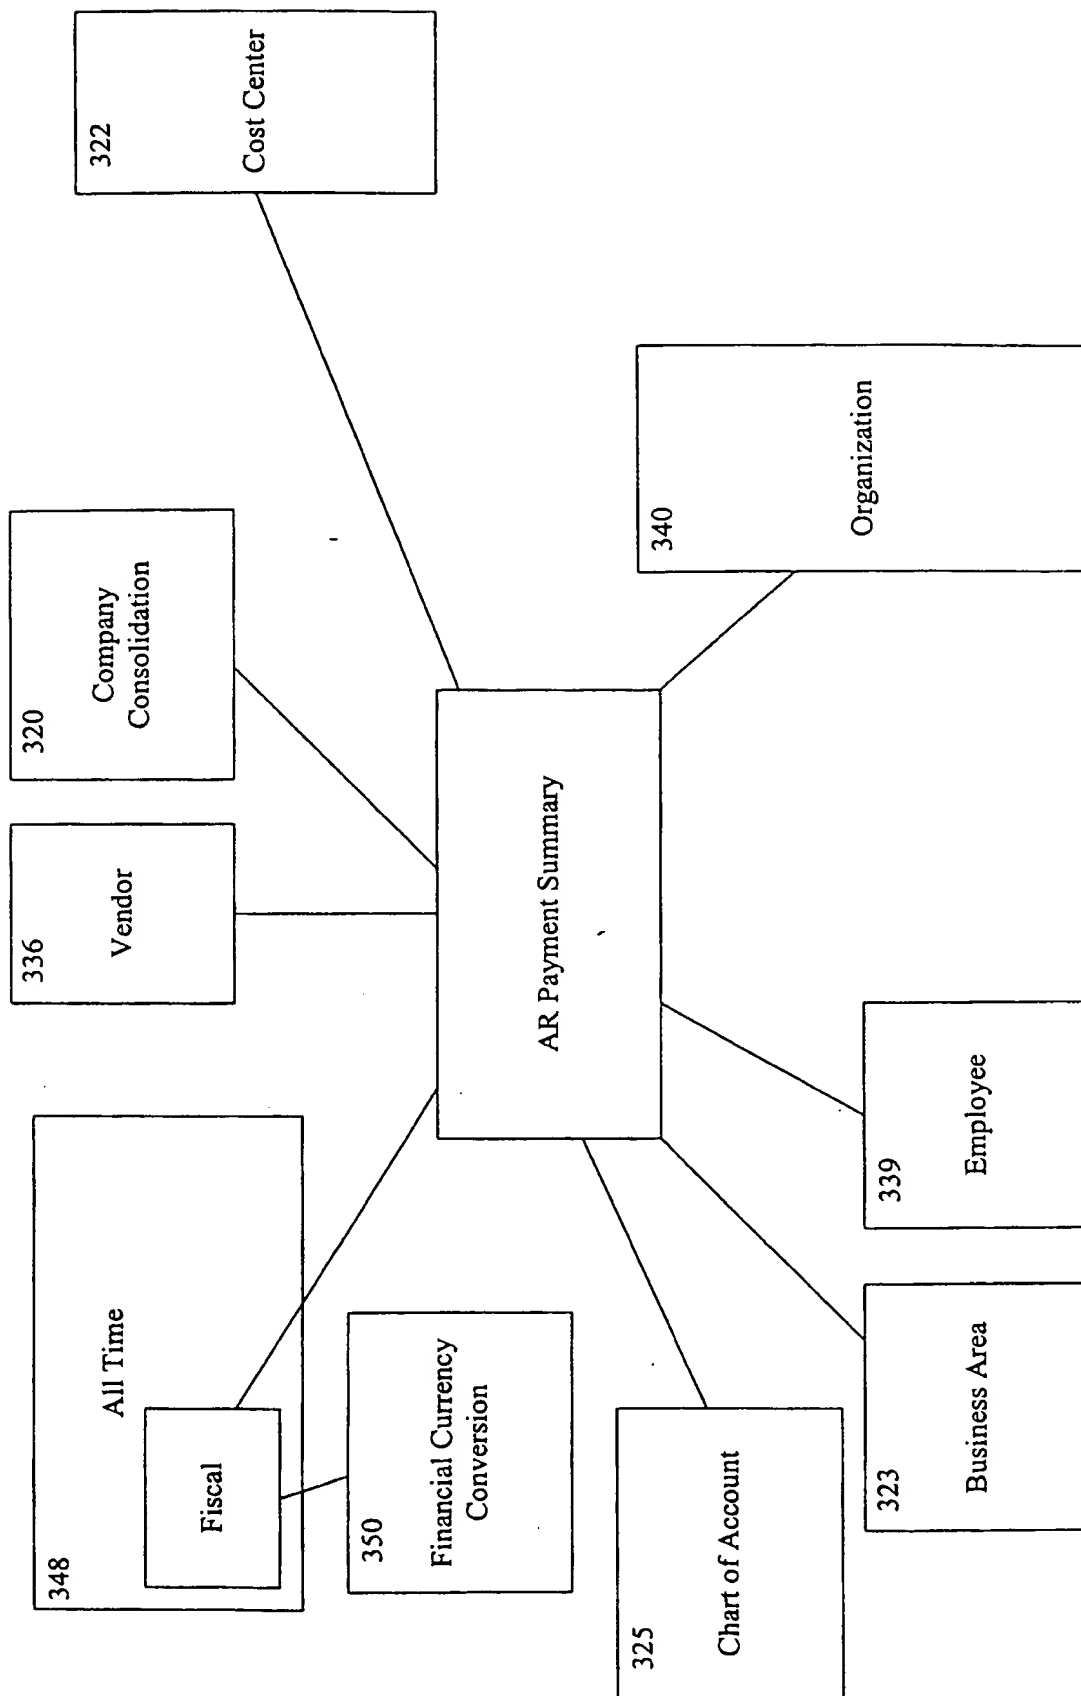 348
All Time
Fiscal
336
Vendor
320
Company
Consolidation
322
Cost Center
350
Financial Currency
Conversion
AR Payment Summary
325
Chart of Account
340
Organization
323
Business Area
339
Employee